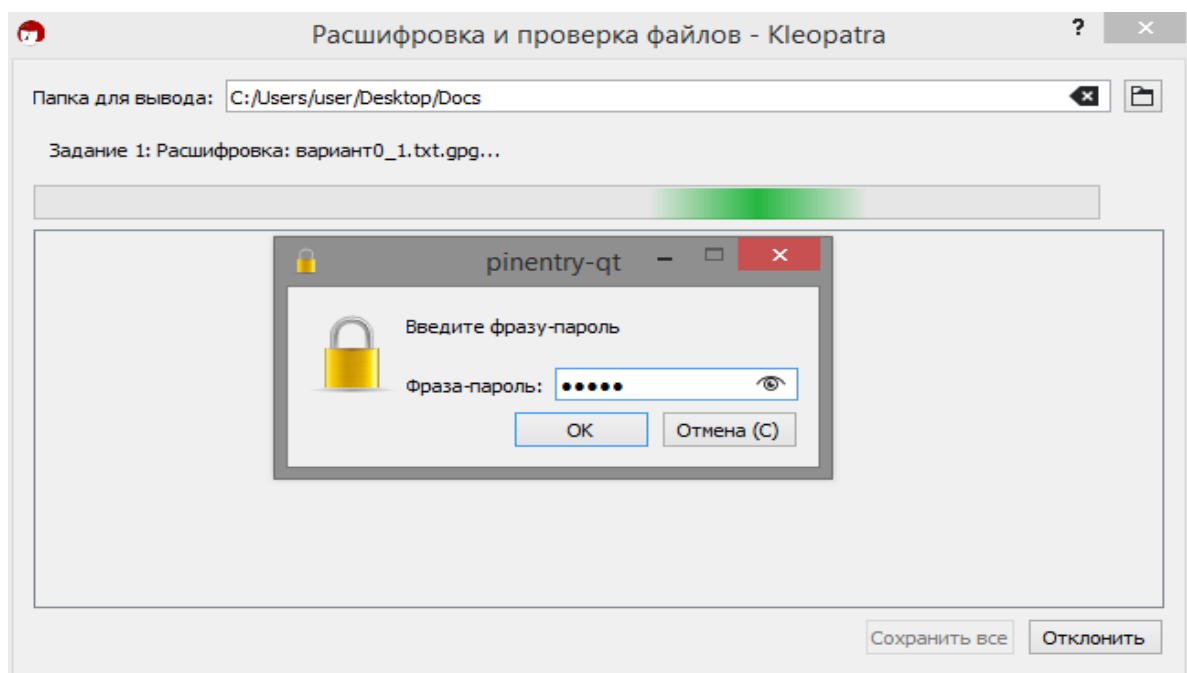 Расшифровка и проверка файлов - Kleopatra ? ×
Папка для вывода: C:/Users/user/Desktop/Docs
Задание 1: Расшифровка: вариант0_1.txt.gpg...
pinentry-qt
Введите фразу-пароль
Фраза-пароль: •••••
OK Отмена (C)
Сохранить все Отклонить